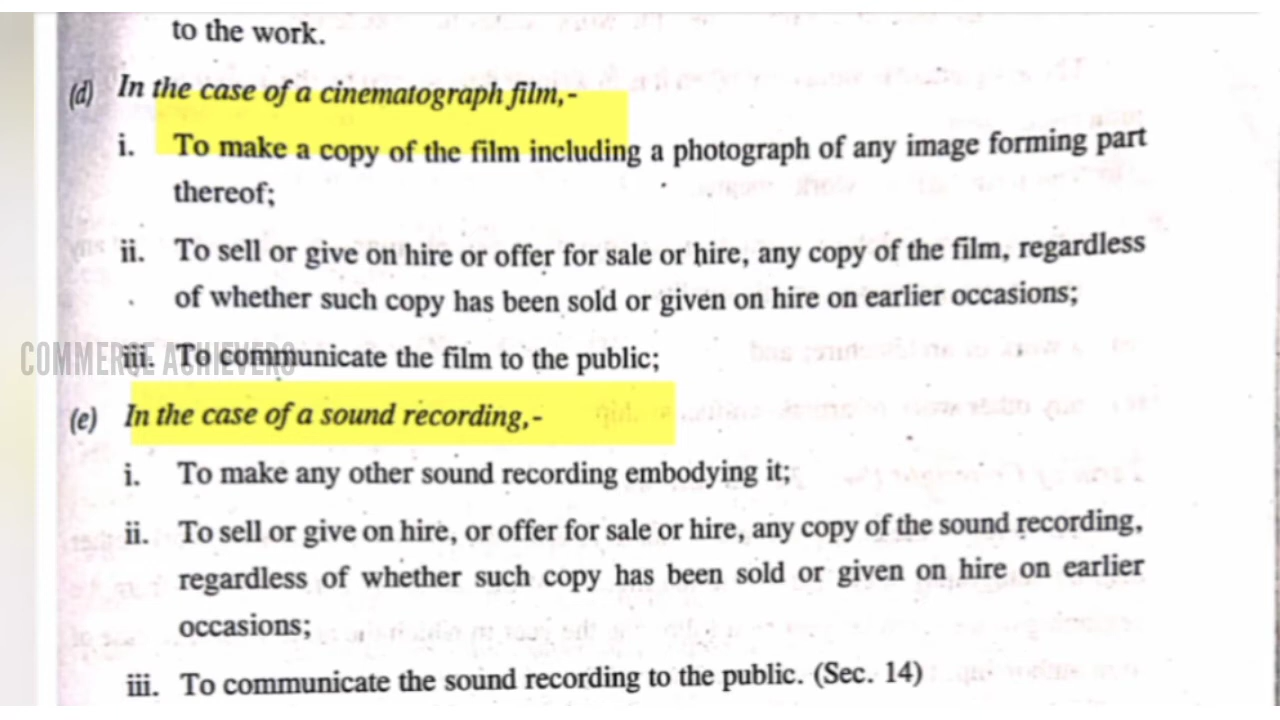 to the work.
(d) In the case of a cinematograph film,-
i. To make a copy of the film including a photograph of any image forming part
thereof;
ii. To sell or give on hire or offer for sale or hire, any copy of the film, regardless
of whether such copy has been sold or given on hire on earlier occasions;
iii. To communicate the film to the public;
COMMERCE ACHIEVERS
(e) In the case of a sound recording,-
i. To make any other sound recording embodying it;
ii. To sell or give on hire, or offer for sale or hire, any copy of the sound recording,
regardless of whether such copy has been sold or given on hire on earlier
occasions;
iii. To communicate the sound recording to the public. (Sec. 14)